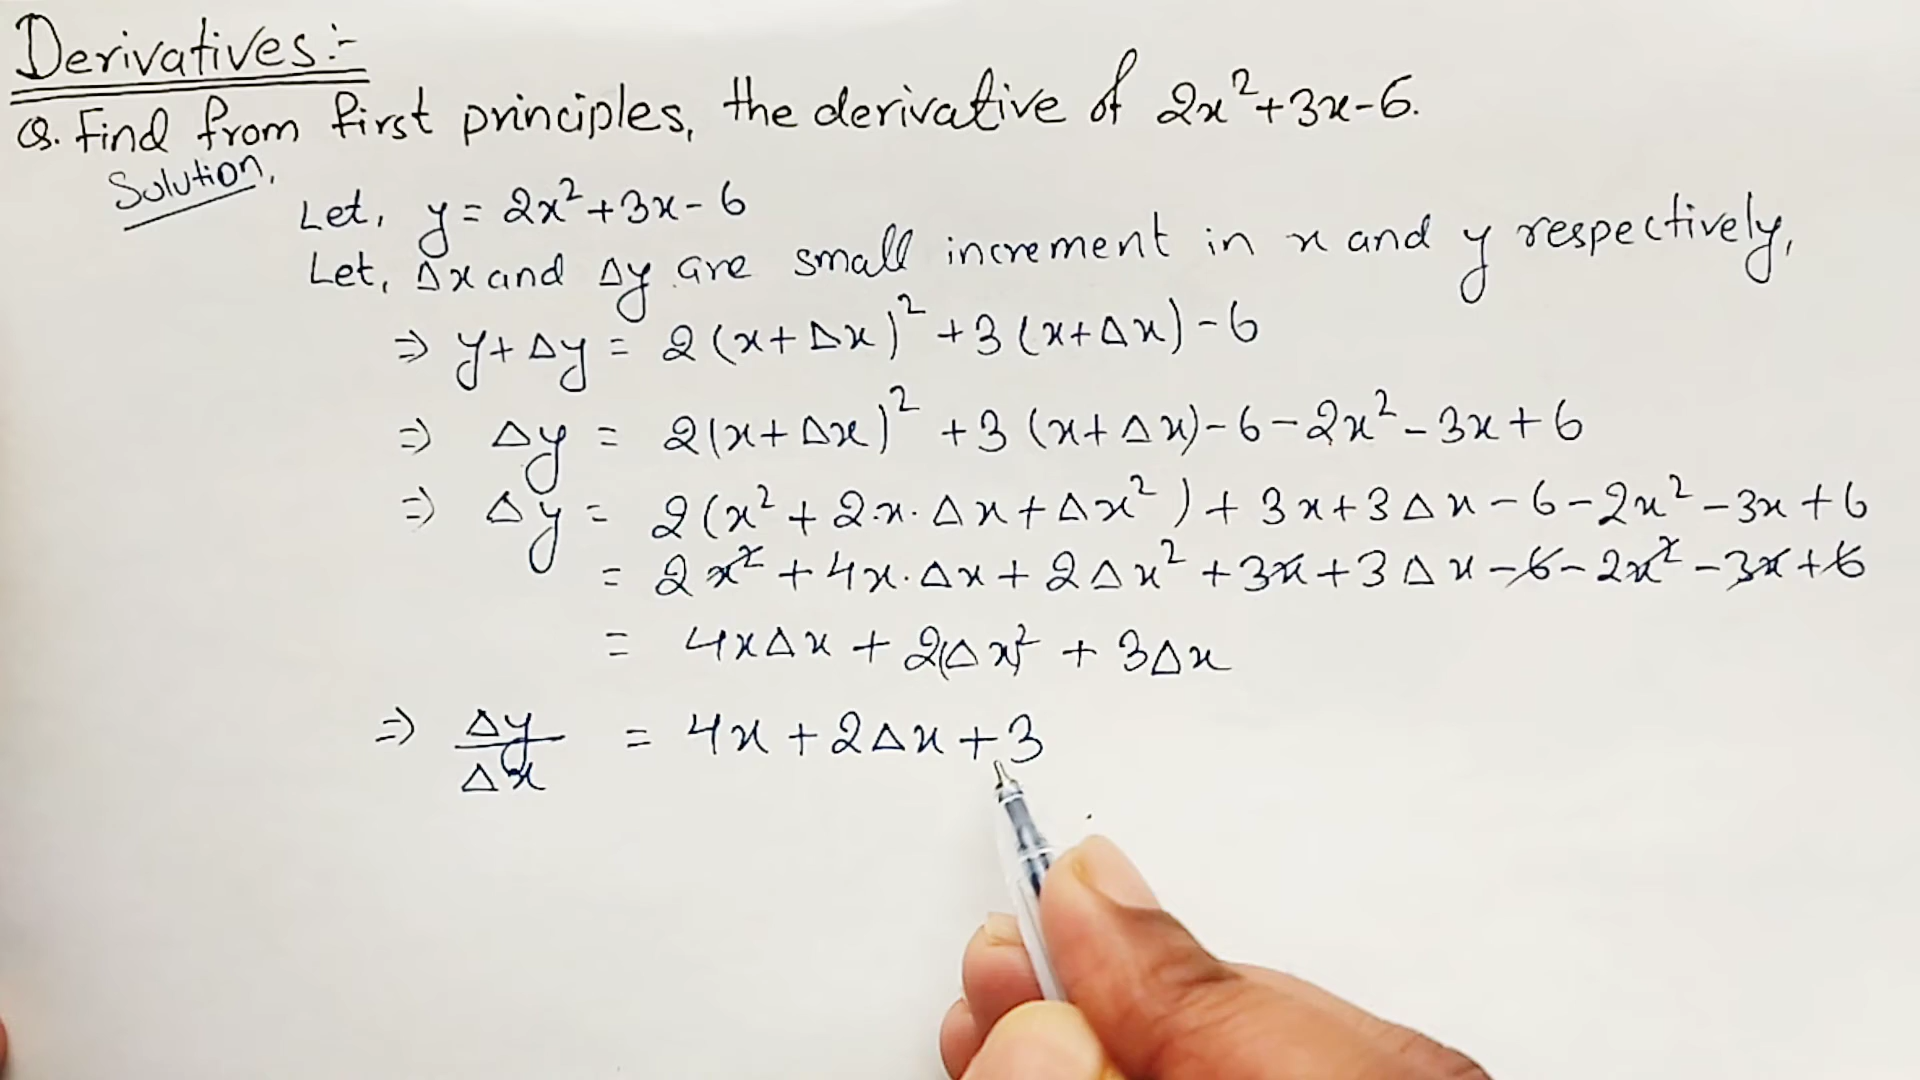 Derivatives:-
Q. Find from first principles, the derivative of 2x²+3x-6.
Solution,
Let, y = 2x²+3x-6
Let, Δx and Δy are small increment in x and y respectively,
⇒ y+Δy = 2(x+Δx)²+3(x+Δx)-6
⇒ Δy = 2(x+Δx)²+3(x+Δx)-6-2x²-3x+6
⇒ Δy = 2(x²+2.x.Δx+Δx²)+3x+3Δx-6-2x²-3x+6
= 2x²+4x.Δx+2Δx²+3x+3Δx-6-2x²-3x+6
= 4xΔx+2(Δx)²+3Δx
⇒ Δy/Δx = 4x+2Δx+3